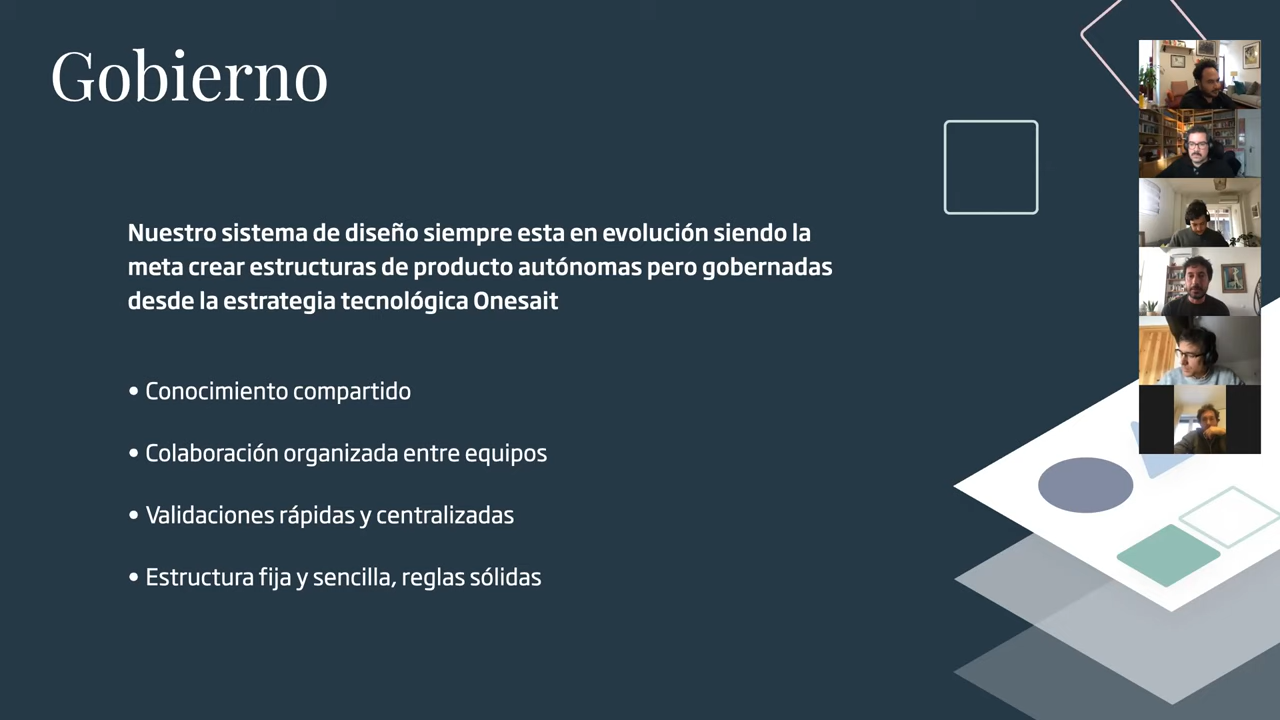 Gobierno
Nuestro sistema de diseño siempre esta en evolución siendo la
meta crear estructuras de producto autónomas pero gobernadas
desde la estrategia tecnológica Onesait
• Conocimiento compartido
• Colaboración organizada entre equipos
• Validaciones rápidas y centralizadas
• Estructura fija y sencilla, reglas sólidas